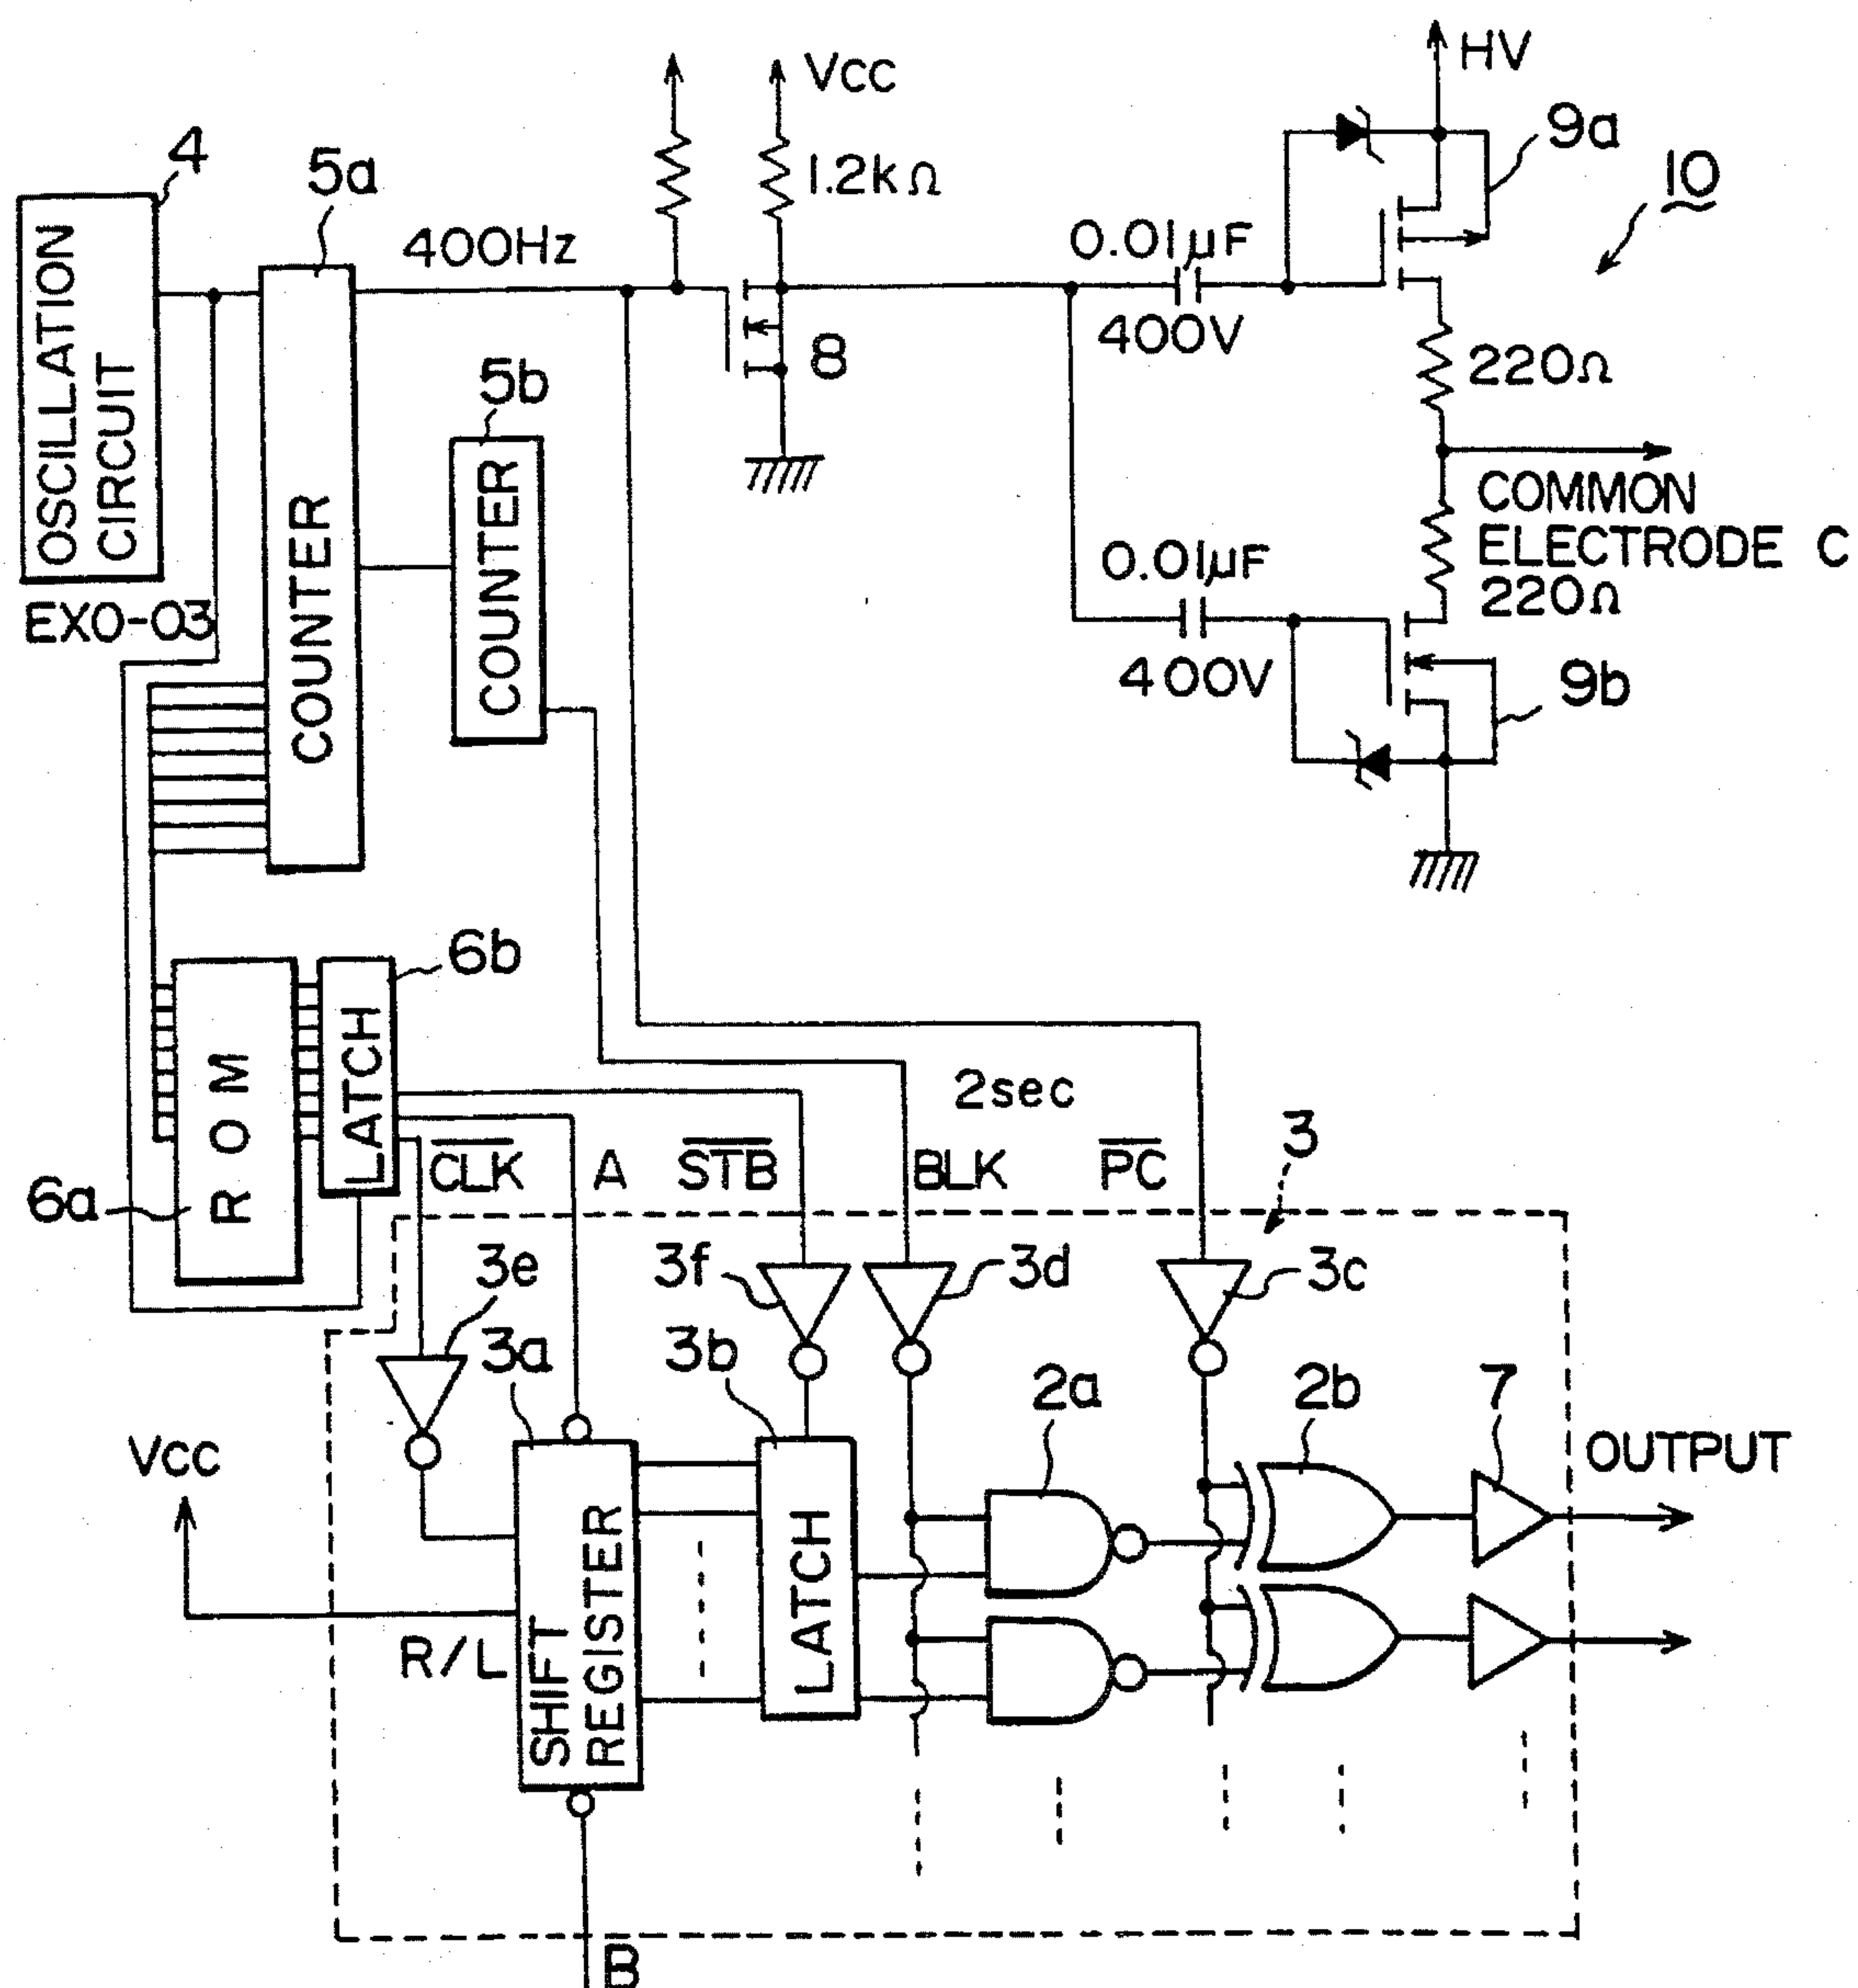 HV
VCC
4
5a
9a
1.2kΩ
10
OSCILLATION
CIRCUIT
400Hz
0.01μF
400V
8
5b
220Ω
COUNTER
COUNTER
COMMON
ELECTRODE C
0.01μF
220Ω
EXO-03
400V
9b
6b
LATCH
ROM
2sec
6a
CLK
A
STB
BLK
PC
3
3e
3f
3d
3c
3a
3b
2a
2b
7
VCC
OUTPUT
R/L
SHIFT
REGISTER
LATCH
B